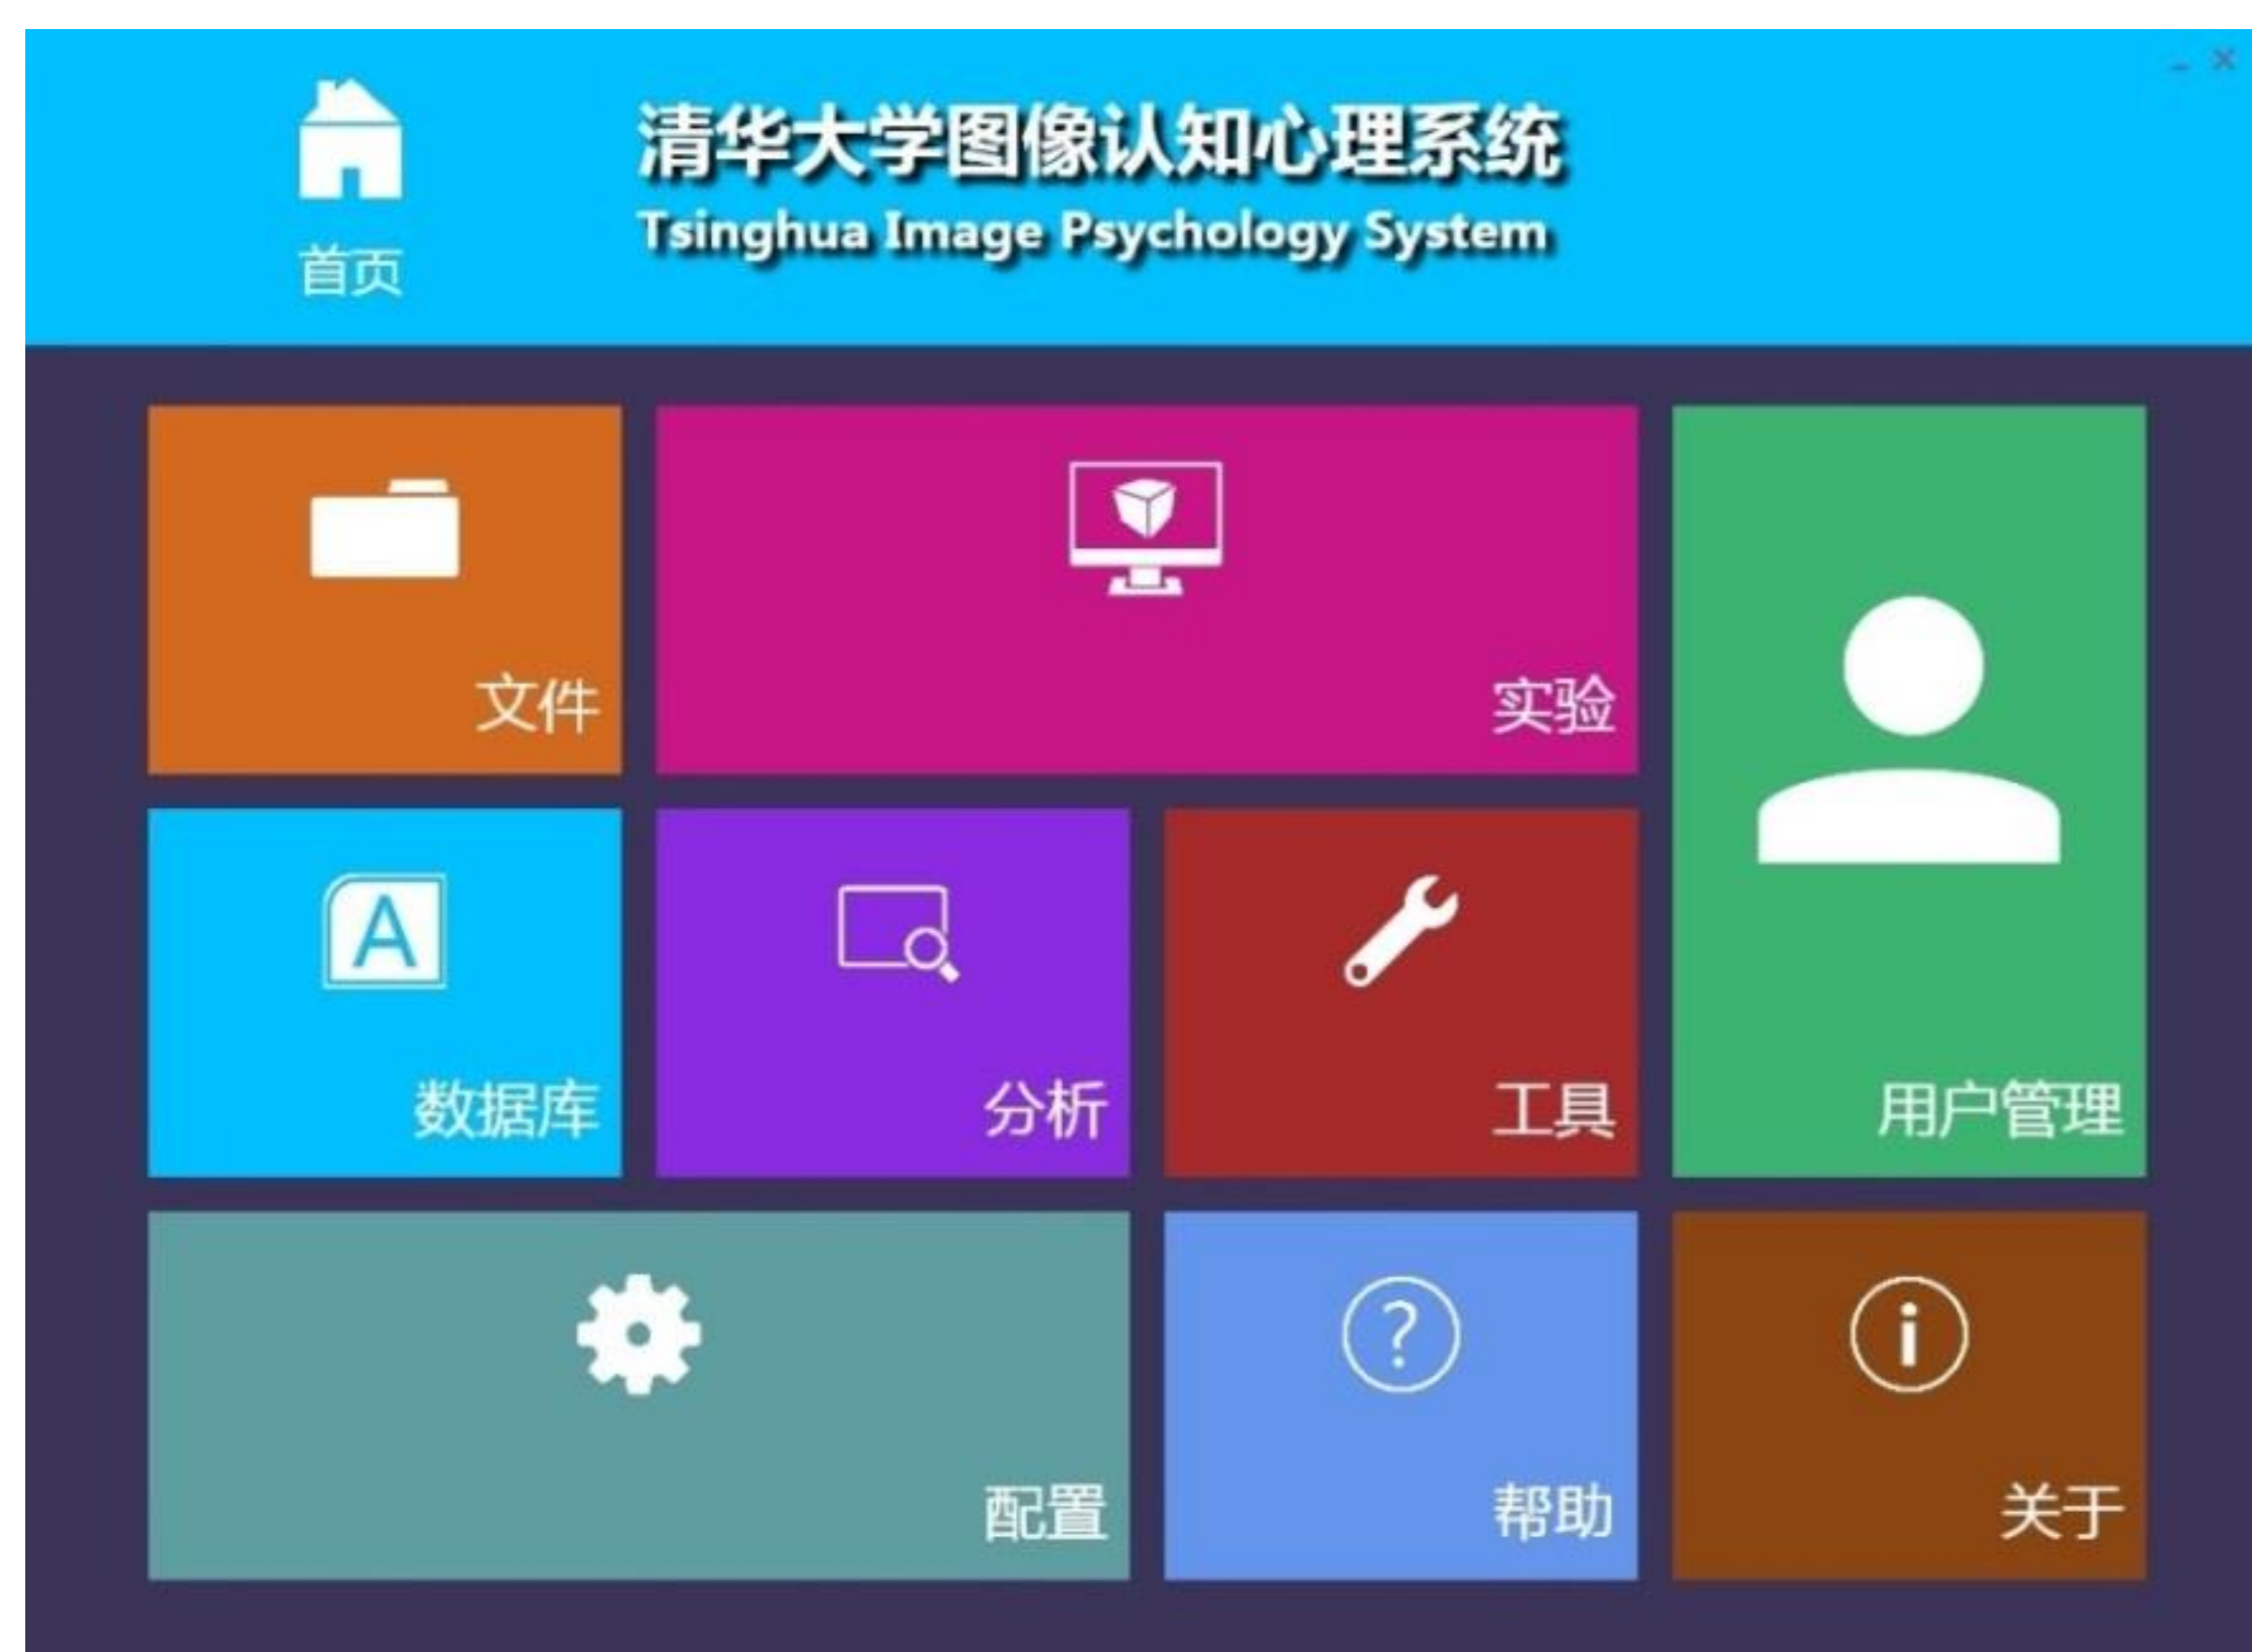 清华大学图像认知心理系统
Tsinghua Image Psychology System
首页
文件
实验
A
数据库
分析
工具
用户管理
配置
?
帮助
i
关于